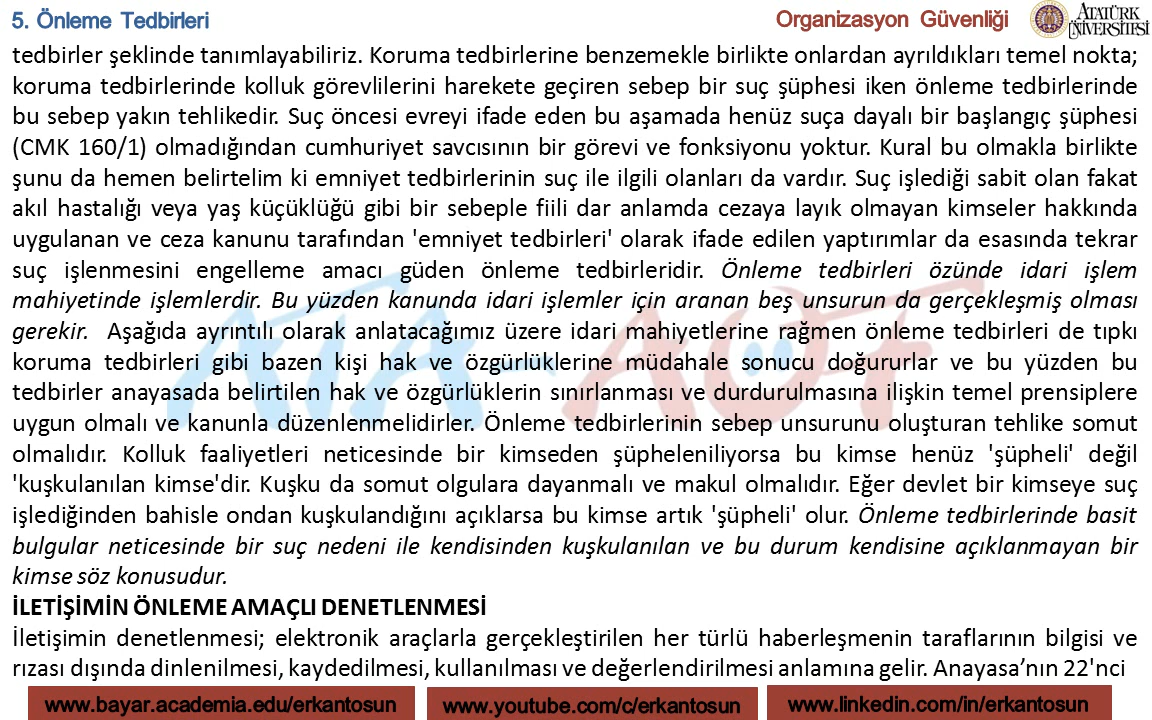 5. Önleme Tedbirleri
Organizasyon Güvenliği
ATATÜRK
ÜNİVERSİTESİ
tedbirler şeklinde tanımlayabiliriz. Koruma tedbirlerine benzemekle birlikte onlardan ayrıldıkları temel nokta;
koruma tedbirlerinde kolluk görevlilerini harekete geçiren sebep bir suç şüphesi iken önleme tedbirlerinde
bu sebep yakın tehlikedir. Suç öncesi evreyi ifade eden bu aşamada henüz suça dayalı bir başlangıç şüphesi
(CMK 160/1) olmadığından cumhuriyet savcısının bir görevi ve fonksiyonu yoktur. Kural bu olmakla birlikte
şunu da hemen belirtelim ki emniyet tedbirlerinin suç ile ilgili olanları da vardır. Suç işlediği sabit olan fakat
akıl hastalığı veya yaş küçüklüğü gibi bir sebeple fiili dar anlamda cezaya layık olmayan kimseler hakkında
uygulanan ve ceza kanunu tarafından 'emniyet tedbirleri' olarak ifade edilen yaptırımlar da esasında tekrar
suç işlenmesini engelleme amacı güden önleme tedbirleridir. Önleme tedbirleri özünde idari işlem
mahiyetinde işlemlerdir. Bu yüzden kanunda idari işlemler için aranan beş unsurun da gerçekleşmiş olması
gerekir. Aşağıda ayrıntılı olarak anlatacağımız üzere idari mahiyetlerine rağmen önleme tedbirleri de tıpkı
koruma tedbirleri gibi bazen kişi hak ve özgürlüklerine müdahale sonucu doğururlar ve bu yüzden bu
tedbirler anayasada belirtilen hak ve özgürlüklerin sınırlanması ve durdurulmasına ilişkin temel prensiplere
uygun olmalı ve kanunla düzenlenmelidirler. Önleme tedbirlerinin sebep unsurunu oluşturan tehlike somut
olmalıdır. Kolluk faaliyetleri neticesinde bir kimseden şüpheleniliyorsa bu kimse henüz 'şüpheli' değil
'kuşkulanılan kimse'dir. Kuşku da somut olgulara dayanmalı ve makul olmalıdır. Eğer devlet bir kimseye suç
işlediğinden bahisle ondan kuşkulandığını açıklarsa bu kimse artık 'şüpheli' olur. Önleme tedbirlerinde basit
bulgular neticesinde bir suç nedeni ile kendisinden kuşkulanılan ve bu durum kendisine açıklanmayan bir
kimse söz konusudur.
İLETİŞİMİN ÖNLEME AMAÇLI DENETLENMESİ
İletişimin denetlenmesi; elektronik araçlarla gerçekleştirilen her türlü haberleşmenin taraflarının bilgisi ve
rızası dışında dinlenilmesi, kaydedilmesi, kullanılması ve değerlendirilmesi anlamına gelir. Anayasa’nın 22'nci
ATA-AÖF
www.bayar.academia.edu/erkantosun
www.youtube.com/c/erkantosun
www.linkedin.com/in/erkantosun